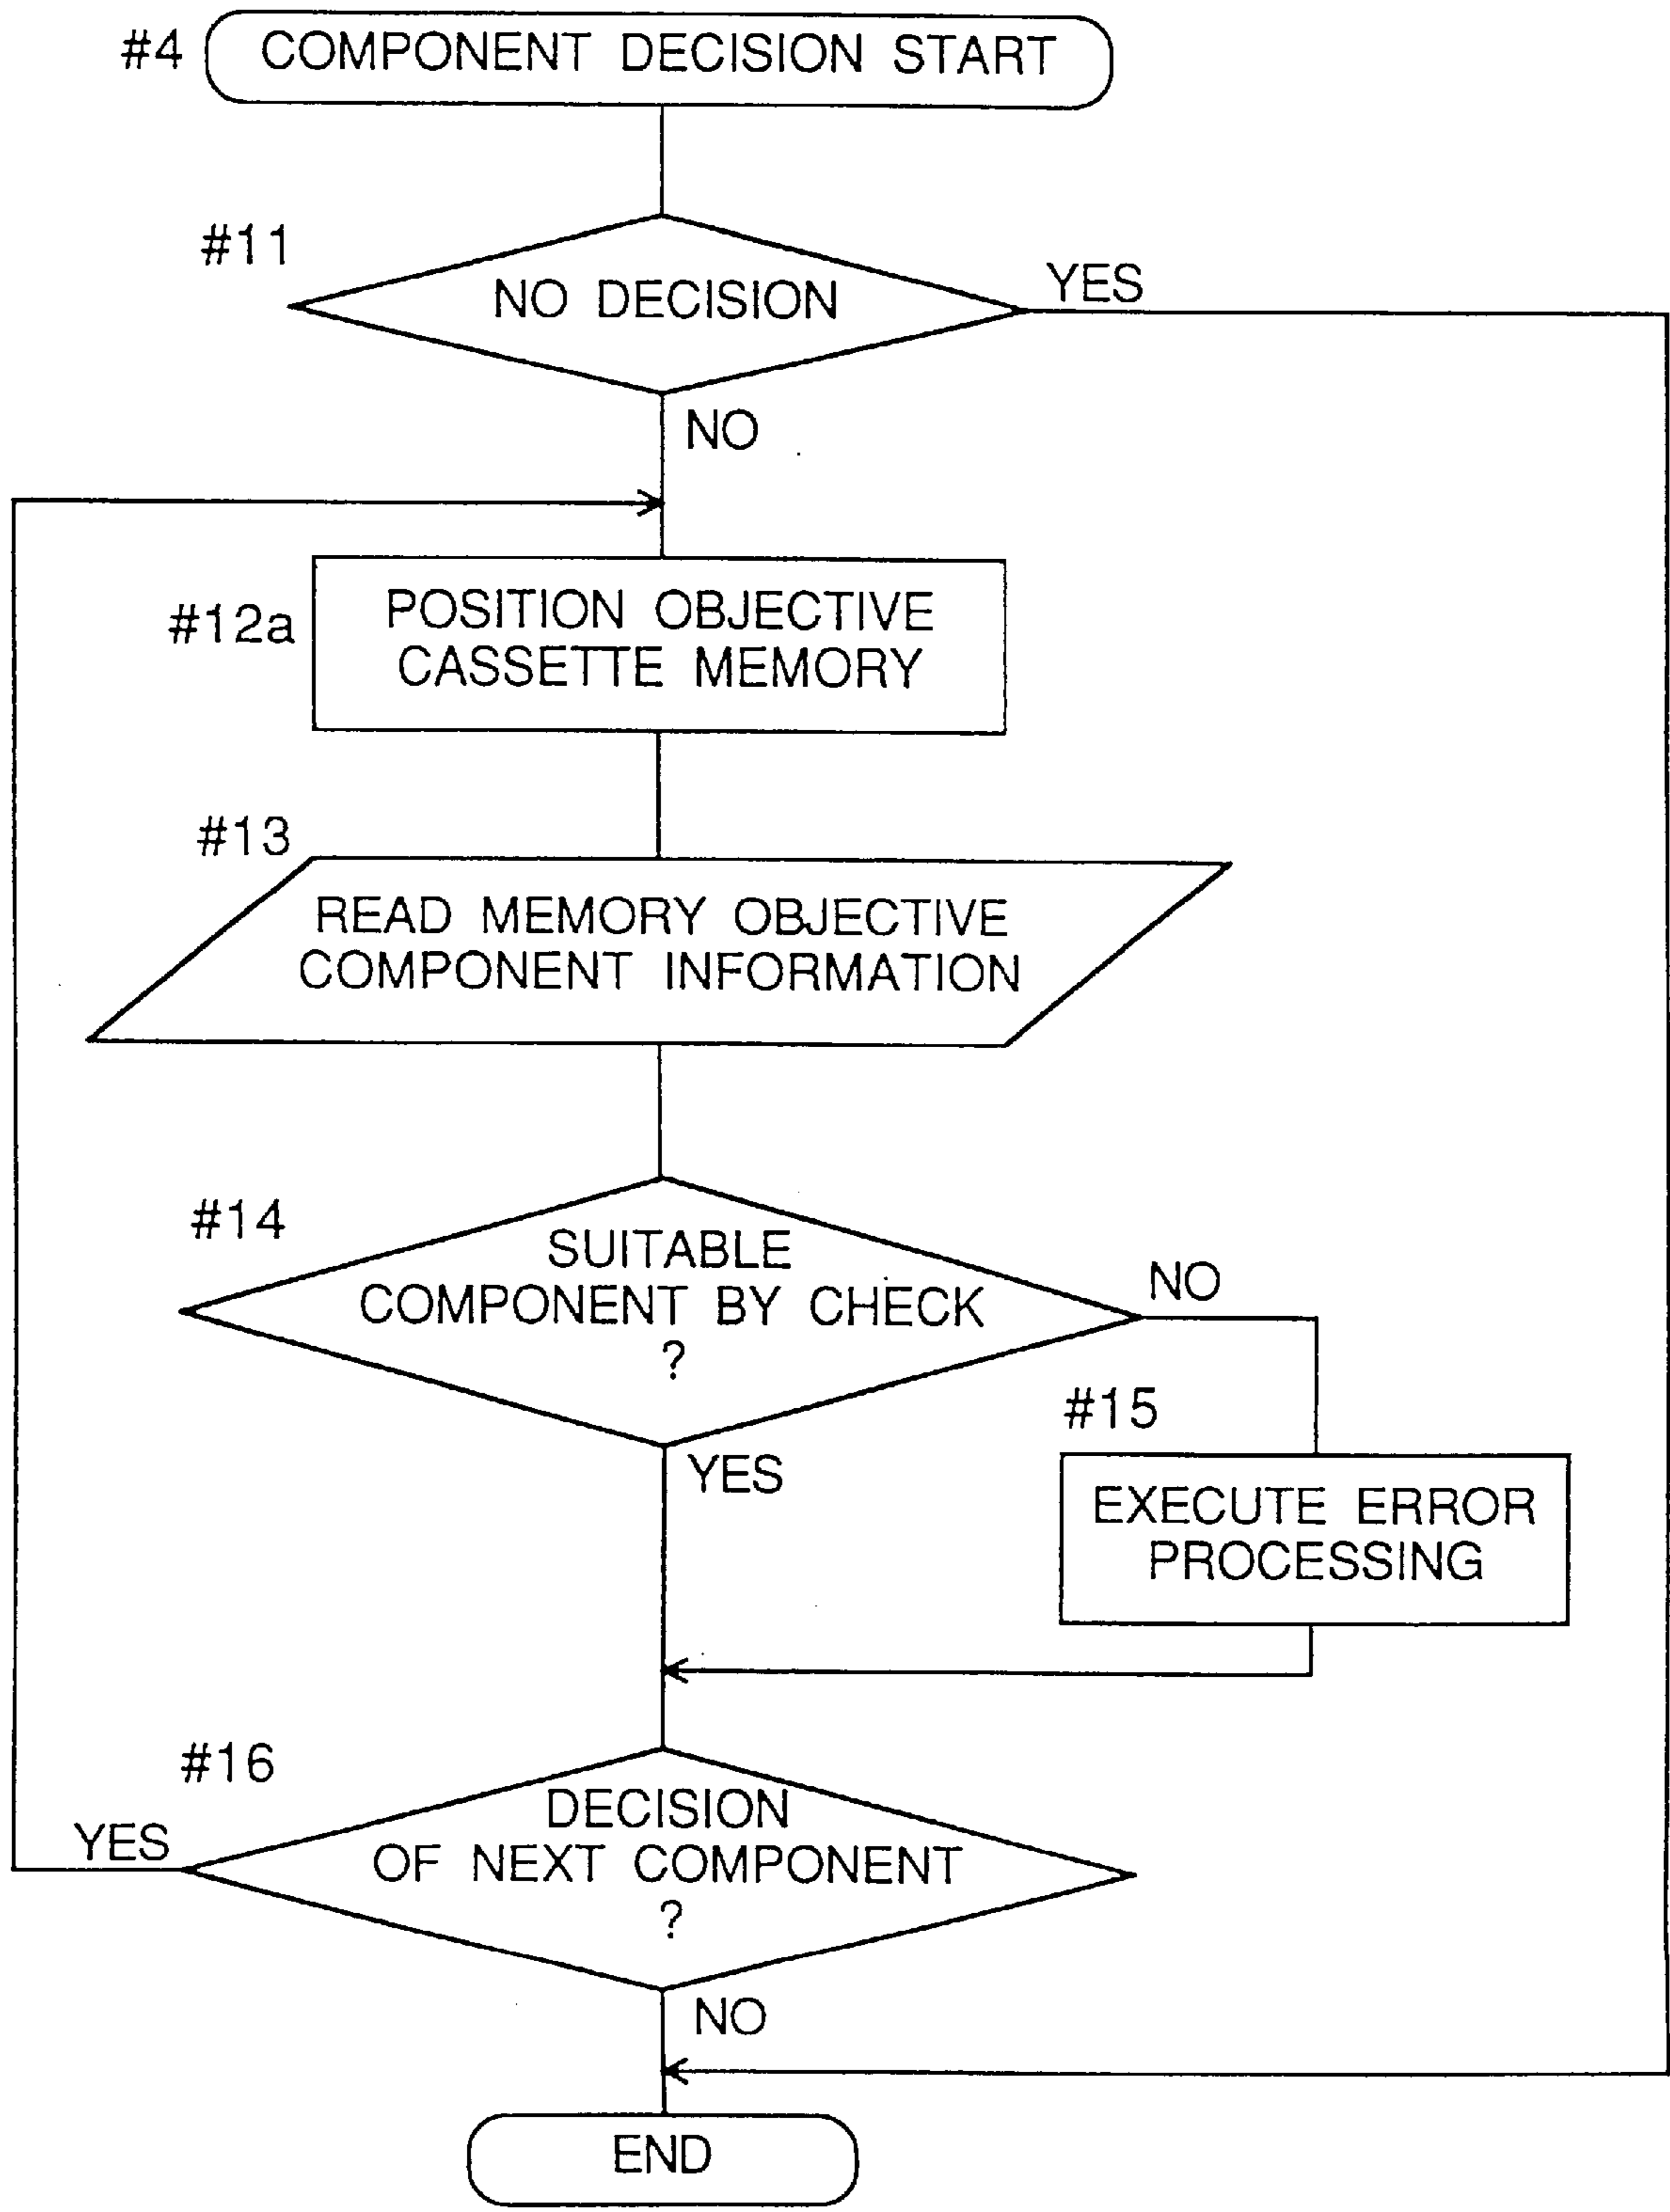 #4 COMPONENT DECISION START
#11
NO DECISION
YES
NO
#12a
POSITION OBJECTIVE
CASSETTE MEMORY
#13
READ MEMORY OBJECTIVE
COMPONENT INFORMATION
#14
SUITABLE
COMPONENT BY CHECK
?
NO
YES
#15
EXECUTE ERROR
PROCESSING
#16
DECISION
OF NEXT COMPONENT
?
YES
NO
END